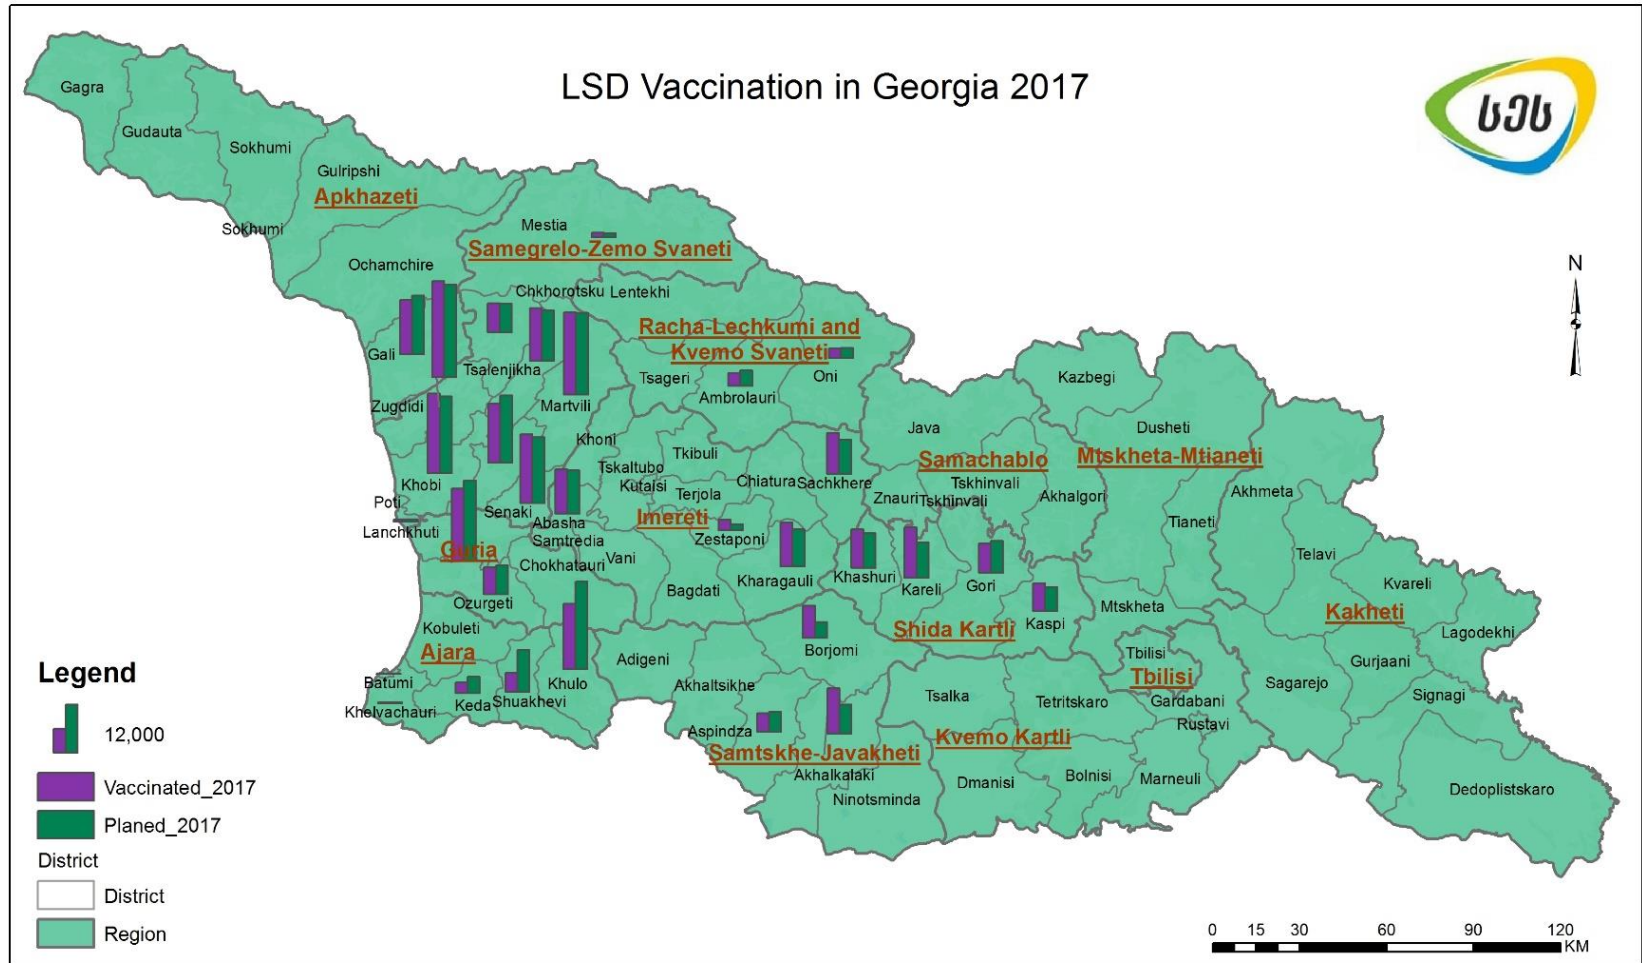 LSD Vaccination in Georgia 2017
სეს
Gagra
Gudauta
Sokhumi
Gulripshi
Apkhazeti
Sokhumi
Mestia
Samegrelo-Zemo Svaneti
Ochamchire
N
Chkhorotsku
Lentekhi
Racha-Lechkumi and
Kvemo Svaneti
Gali
Tsalenjikha
Tsageri
Oni
Ambrolauri
Kazbegi
Zugdidi
Martvili
Java
Dusheti
Khoni
Tkibuli
Samachablo
Mtskheta-Mtianeti
Tskaltubo
Kutaisi
Chiatura
Sachkhere
Tskhinvali
Khobi
Terjola
Znauri
Tskhinvali
Akhalgori
Akhmeta
Poti
Senaki
Abasha
Imereti
Tianeti
Lanchkhuti
Samtredia
Zestaponi
Guria
Chokhatauri
Vani
Telavi
Kharagauli
Khashuri
Kareli
Gori
Kvareli
Ozurgeti
Bagdati
Mtskheta
Kakheti
Kobuleti
Shida Kartli
Kaspi
Lagodekhi
Ajara
Adigeni
Borjomi
Tbilisi
Gurjaani
Batumi
Khulo
Akhaltsikhe
Tbilisi
Sagarejo
Khelvachauri
Keda
Shuakhevi
Tsalka
Tetritskaro
Gardabani
Signagi
Aspindza
Rustavi
Samtskhe-Javakheti
Kvemo Kartli
Akhalkalaki
Dmanisi
Bolnisi
Marneuli
Ninotsminda
Dedoplistskaro
Legend
12,000
Vaccinated_2017
Planed_2017
District
District
Region
0 15 30 60 90 120
KM